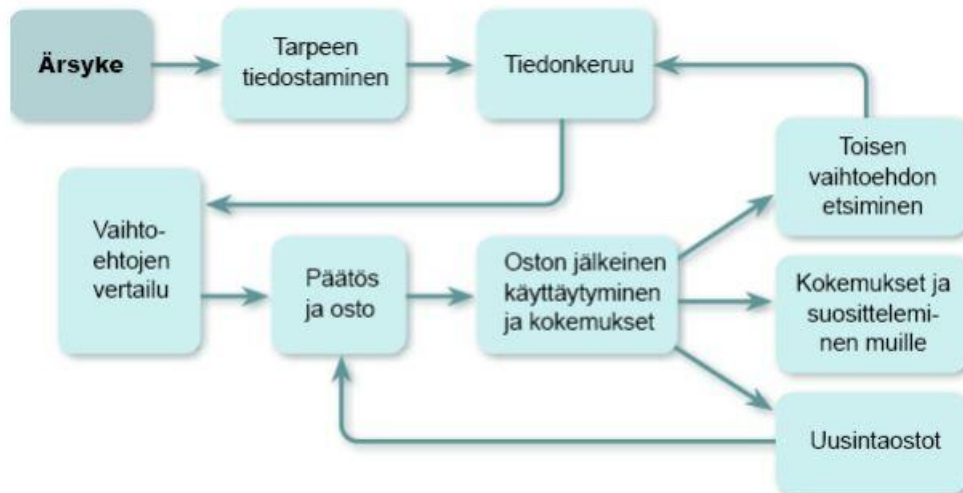 Ärsyke
Tarpeen
tiedostaminen
Tiedonkeruu
Toisen
vaihtoehdon
etsiminen
Vaihto-
ehtojen
vertailu
Päätös
ja osto
Oston jälkeinen
käyttäytyminen
ja kokemukset
Kokemukset ja
suosittelemi-
nen muille
Uusintaostot